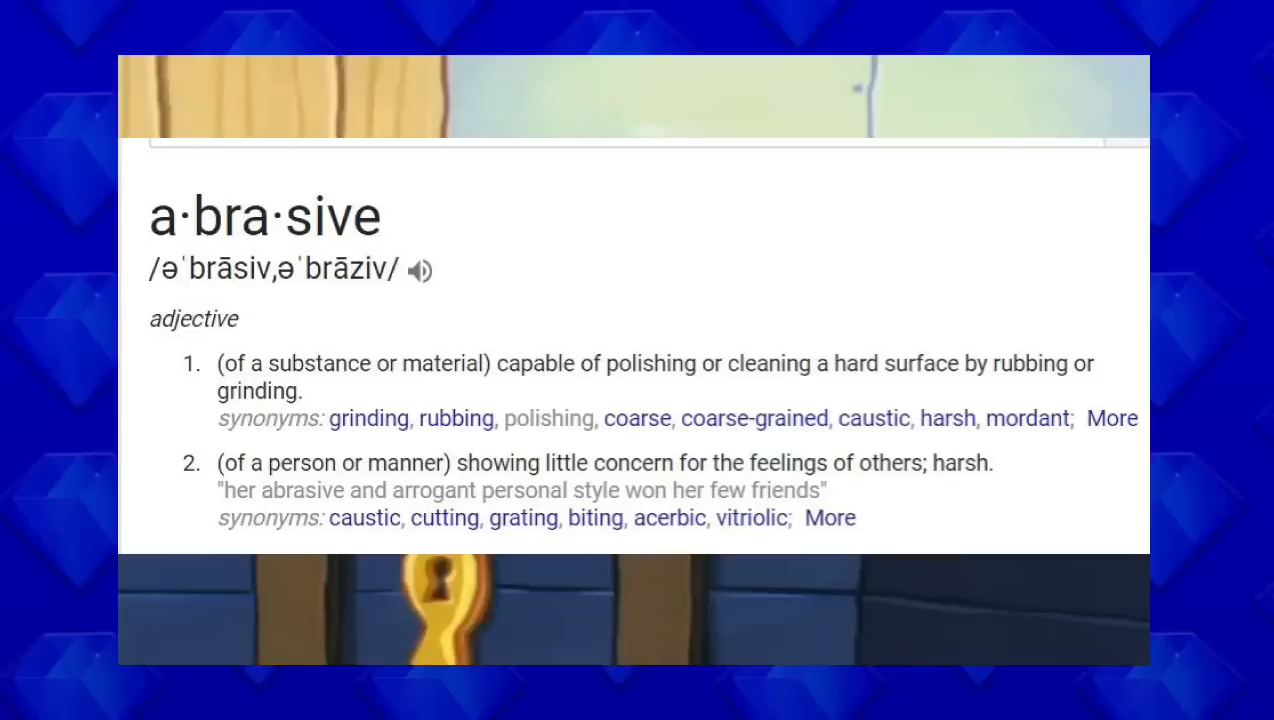 a·bra·sive
/əˈbrāsiv,əˈbrāziv/
adjective
1. (of a substance or material) capable of polishing or cleaning a hard surface by rubbing or
grinding.
synonyms: grinding, rubbing, polishing, coarse, coarse-grained, caustic, harsh, mordant; More
2. (of a person or manner) showing little concern for the feelings of others; harsh.
"her abrasive and arrogant personal style won her few friends"
synonyms: caustic, cutting, grating, biting, acerbic, vitriolic; More